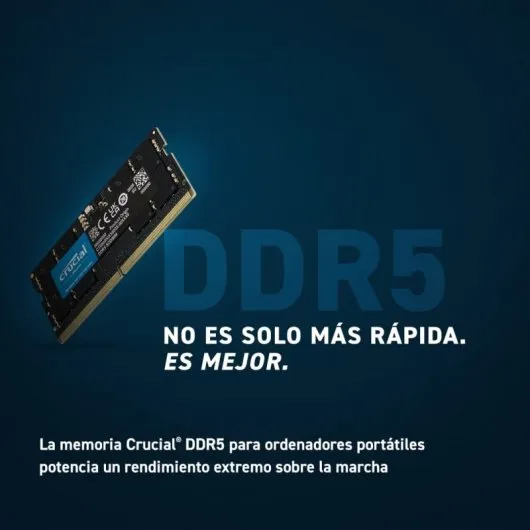 crucial
DDR5
NO ES SOLO MÁS RÁPIDA.
ES MEJOR.
La memoria Crucial® DDR5 para ordenadores portátiles
potencia un rendimiento extremo sobre la marcha